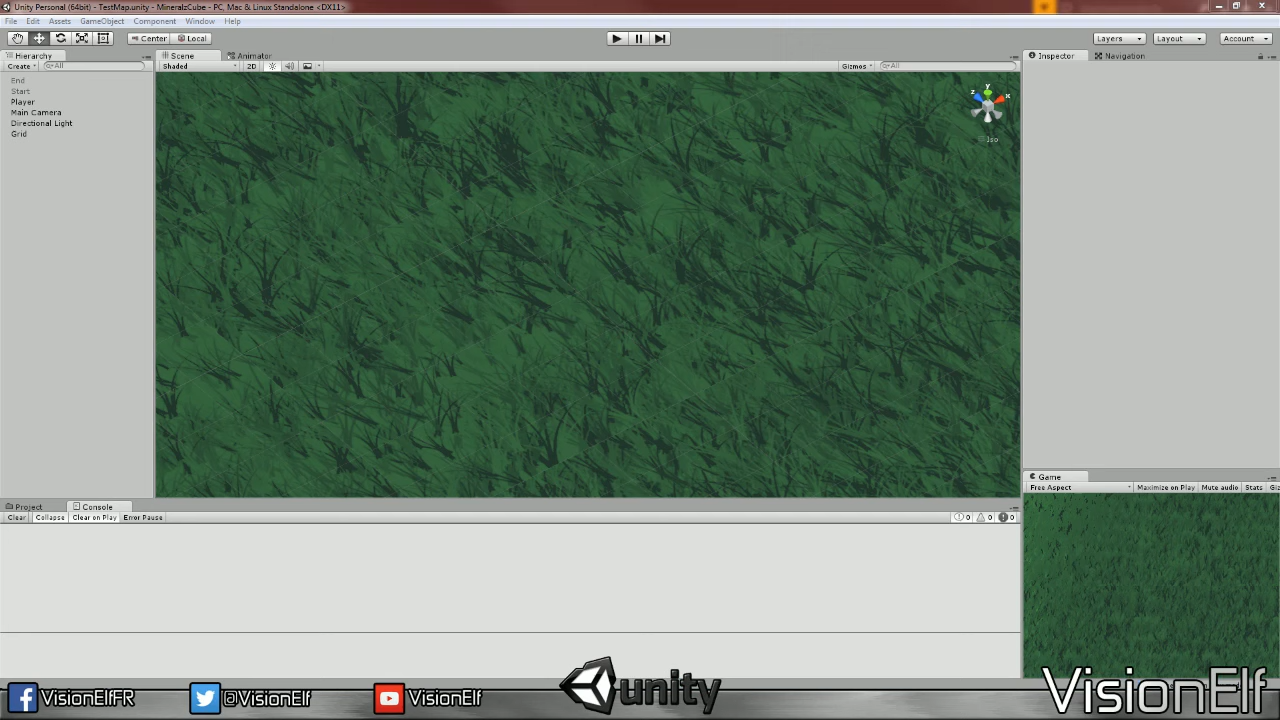 Unity Personal (64bit) - TestMap.unity - MineralzCube - PC, Mac & Linux Standalone <DX11>
File Edit Assets GameObject Component Window Help
Center Local Layers Layout Account
Hierarchy Scene Animator Inspector Navigation
Create All Shaded 2D Gizmos All
End
Start
Player
Main Camera
Directional Light
Grid
y
z x
Iso
Game
Free Aspect Maximize on Play Mute audio Stats Giz
Project Console
Clear Collapse Clear on Play Error Pause 0 0 0
VisionElfFR @VisionElf VisionElf unity VisionElf